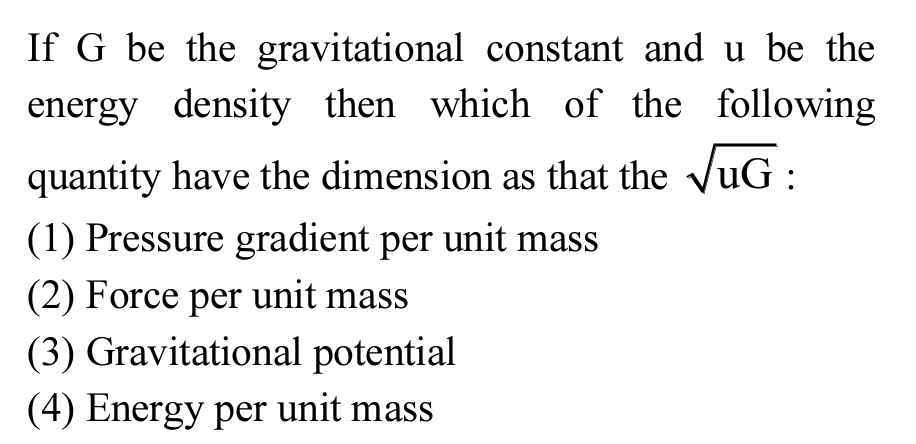 If G be the gravitational constant and u be the
energy density then which of the following
quantity have the dimension as that the √uG :
(1) Pressure gradient per unit mass
(2) Force per unit mass
(3) Gravitational potential
(4) Energy per unit mass